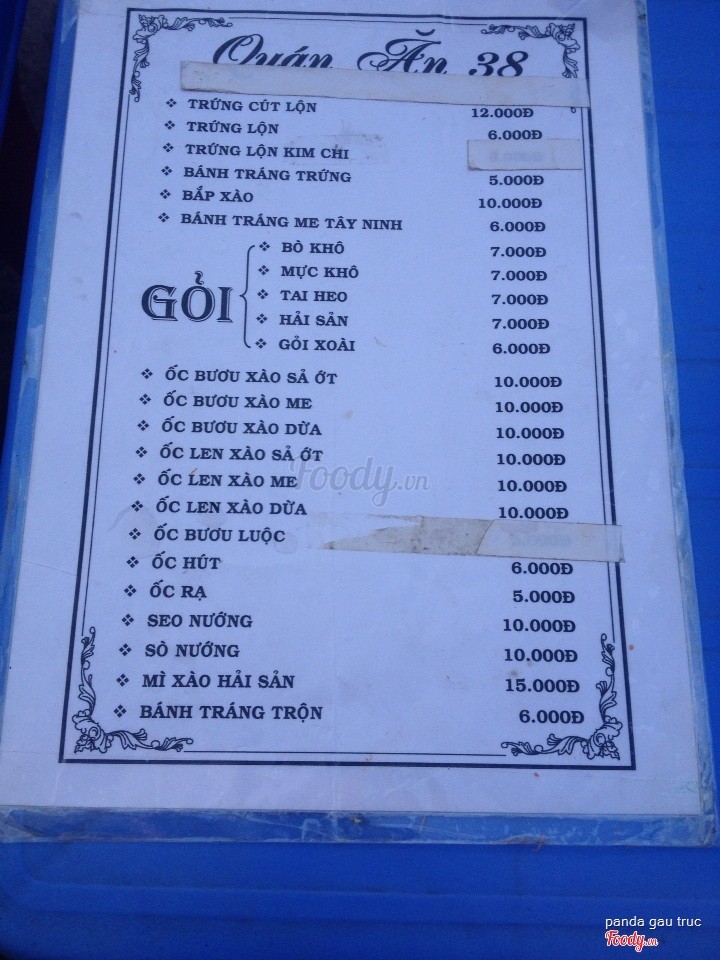 Quán Ăn 38
❖ TRỨNG CÚT LỘN 12.000Đ
❖ TRỨNG LỘN 6.000Đ
❖ TRỨNG LỘN KIM CHI
❖ BÁNH TRÁNG TRỨNG 5.000Đ
❖ BẮP XÀO 10.000Đ
❖ BÁNH TRÁNG ME TÂY NINH 6.000Đ
GỎI
❖ BÒ KHÔ 7.000Đ
❖ MỰC KHÔ 7.000Đ
❖ TAI HEO 7.000Đ
❖ HẢI SẢN 7.000Đ
❖ GỎI XOÀI 6.000Đ
❖ ỐC BƯƠU XÀO SẢ ỚT 10.000Đ
❖ ỐC BƯƠU XÀO ME 10.000Đ
❖ ỐC BƯƠU XÀO DỪA 10.000Đ
❖ ỐC LEN XÀO SẢ ỚT 10.000Đ
❖ ỐC LEN XÀO ME 10.000Đ
❖ ỐC LEN XÀO DỪA 10.000Đ
❖ ỐC BƯƠU LUỘC
❖ ỐC HÚT 6.000Đ
❖ ỐC RẠ 5.000Đ
❖ SEO NƯỚNG 10.000Đ
❖ SÒ NƯỚNG 10.000Đ
❖ MÌ XÀO HẢI SẢN 15.000Đ
❖ BÁNH TRÁNG TRỘN 6.000Đ
Foody.vn
panda gau truc
Foody.vn